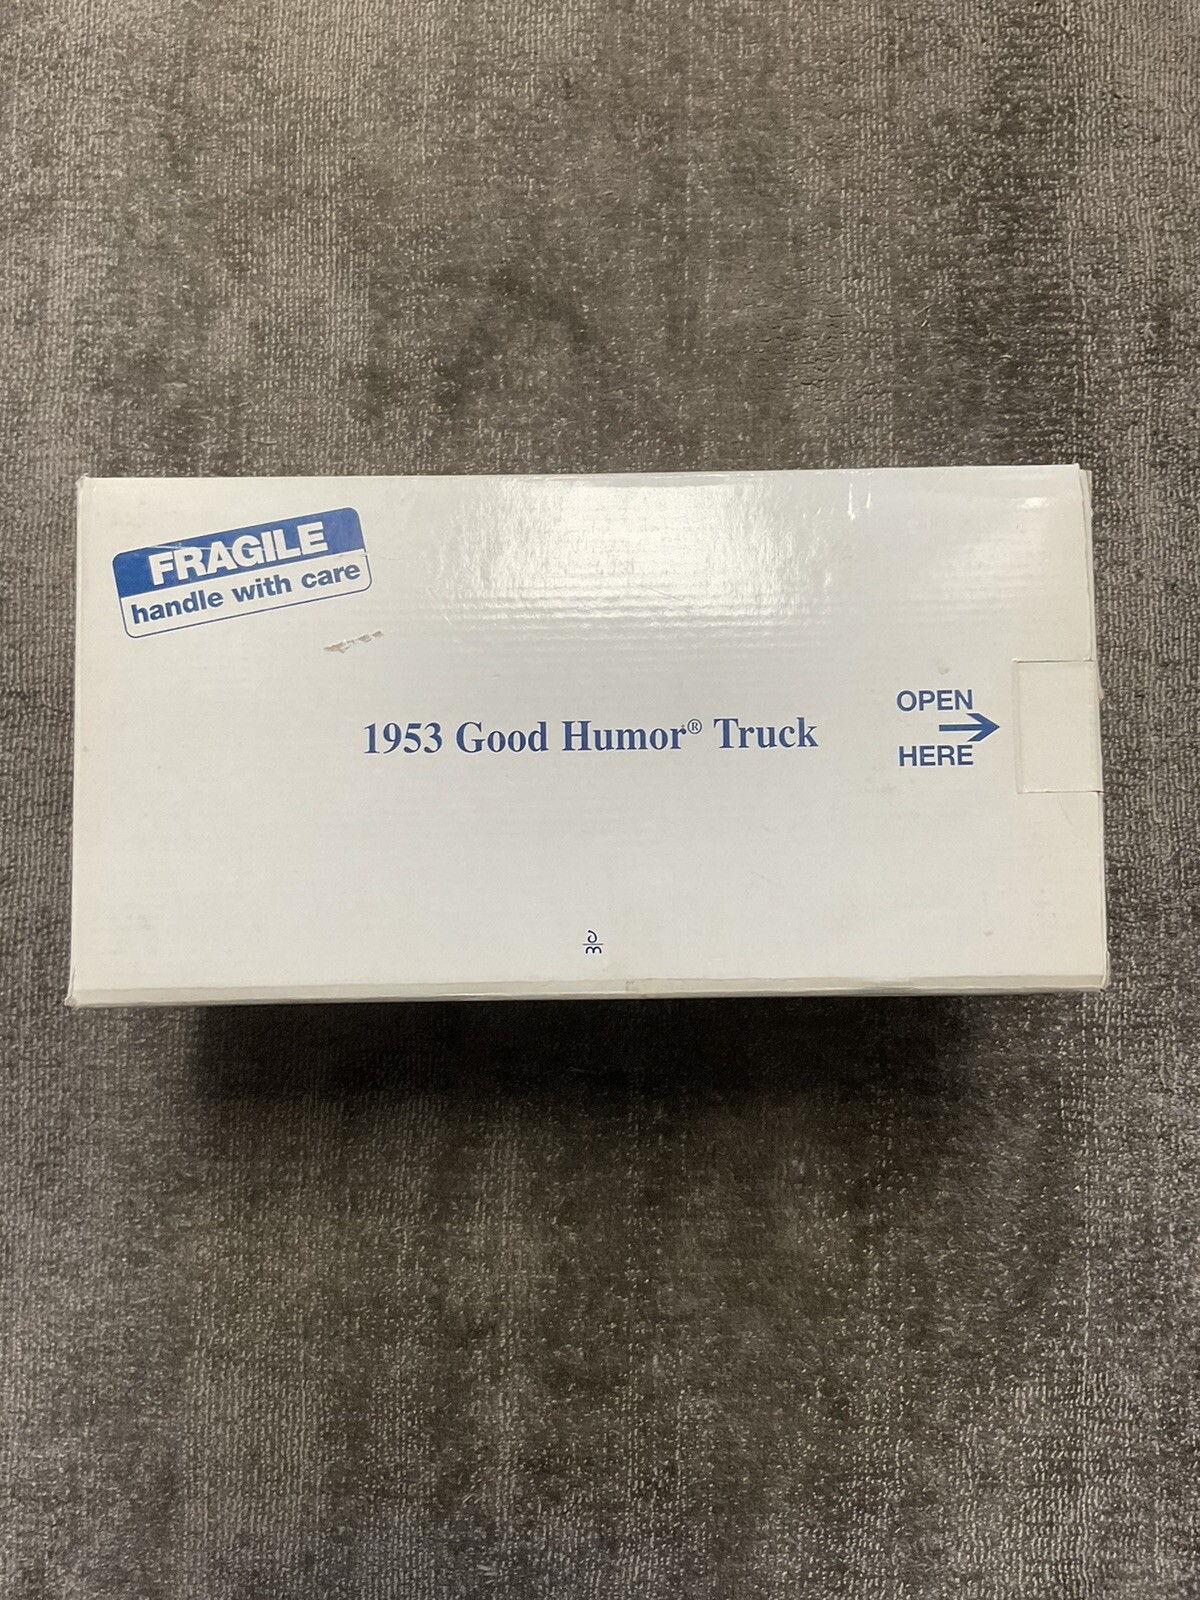 FRAGILE
handle with care
1953 Good Humor® Truck
OPEN
HERE